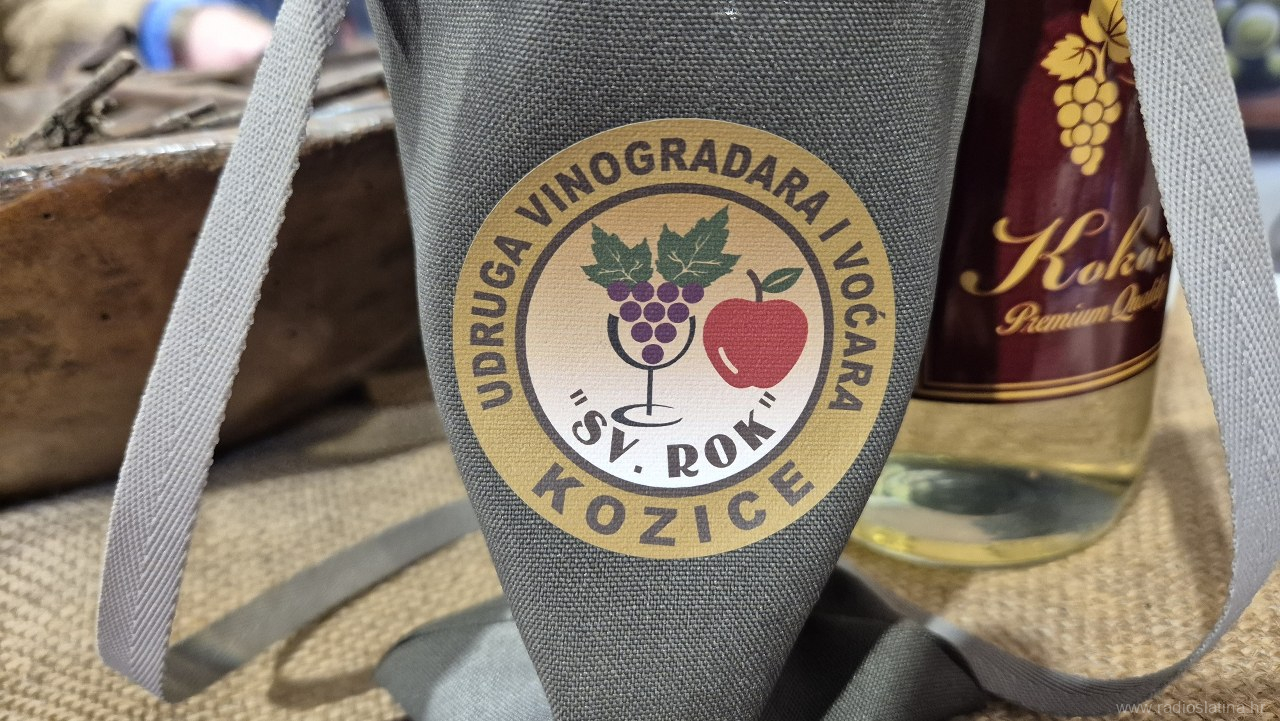 UDRUGA VINOGRADARA I VOĆARA
"SV. ROK"
KOZICE
Premium Quality
www.radioslatina.hr